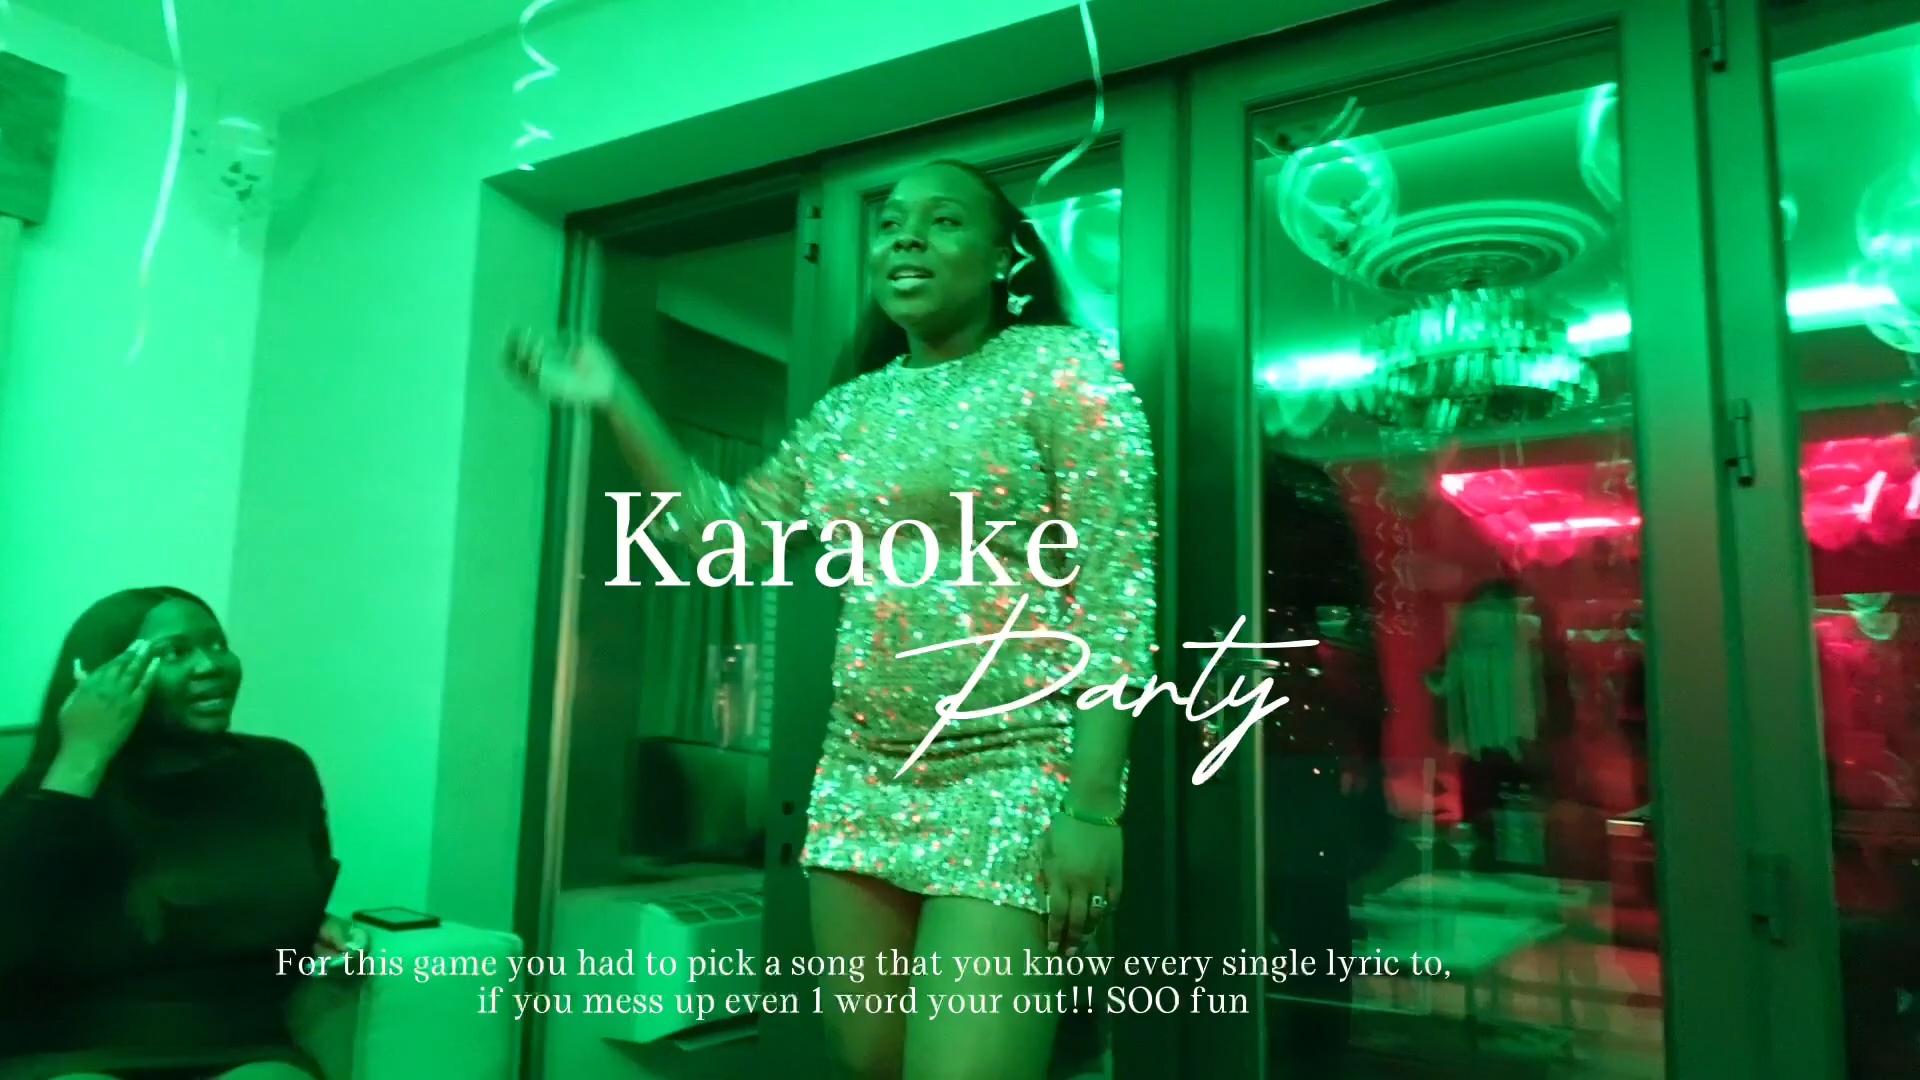 Karaoke
Party
For this game you had to pick a song that you know every single lyric to,
if you mess up even 1 word your out!! SOO fun